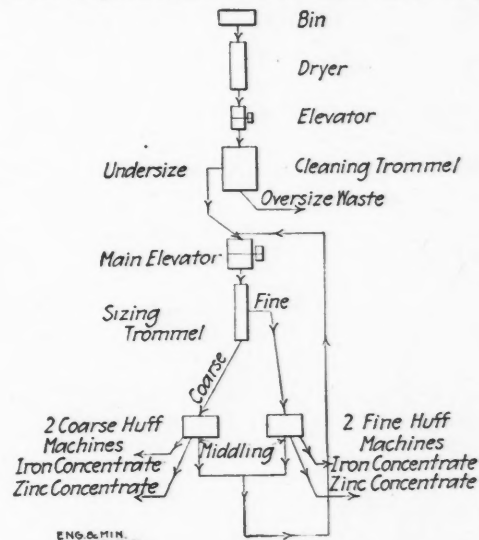 Bin
Dryer
Elevator
Undersize
Cleaning Trommel
Oversize Waste
Main Elevator
Sizing
Trommel
Fine
Coarse
2 Coarse Huff
Machines
Iron Concentrate
Zinc Concentrate
Middling
2 Fine Huff
Machines
Iron Concentrate
Zinc Concentrate
ENG. & MIN.